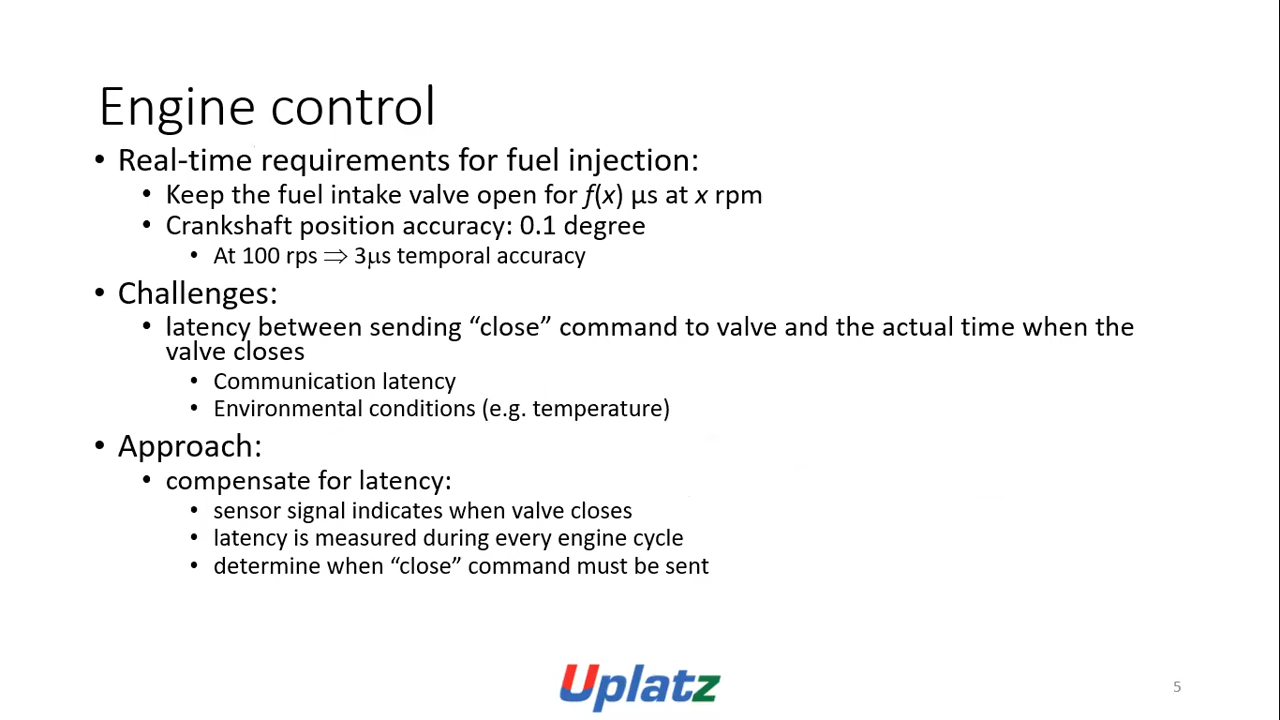 Engine control
• Real-time requirements for fuel injection:
• Keep the fuel intake valve open for f(x) μs at x rpm
• Crankshaft position accuracy: 0.1 degree
• At 100 rps ⇒ 3μs temporal accuracy
• Challenges:
• latency between sending “close” command to valve and the actual time when the
valve closes
• Communication latency
• Environmental conditions (e.g. temperature)
• Approach:
• compensate for latency:
• sensor signal indicates when valve closes
• latency is measured during every engine cycle
• determine when “close” command must be sent
Uplatz
5